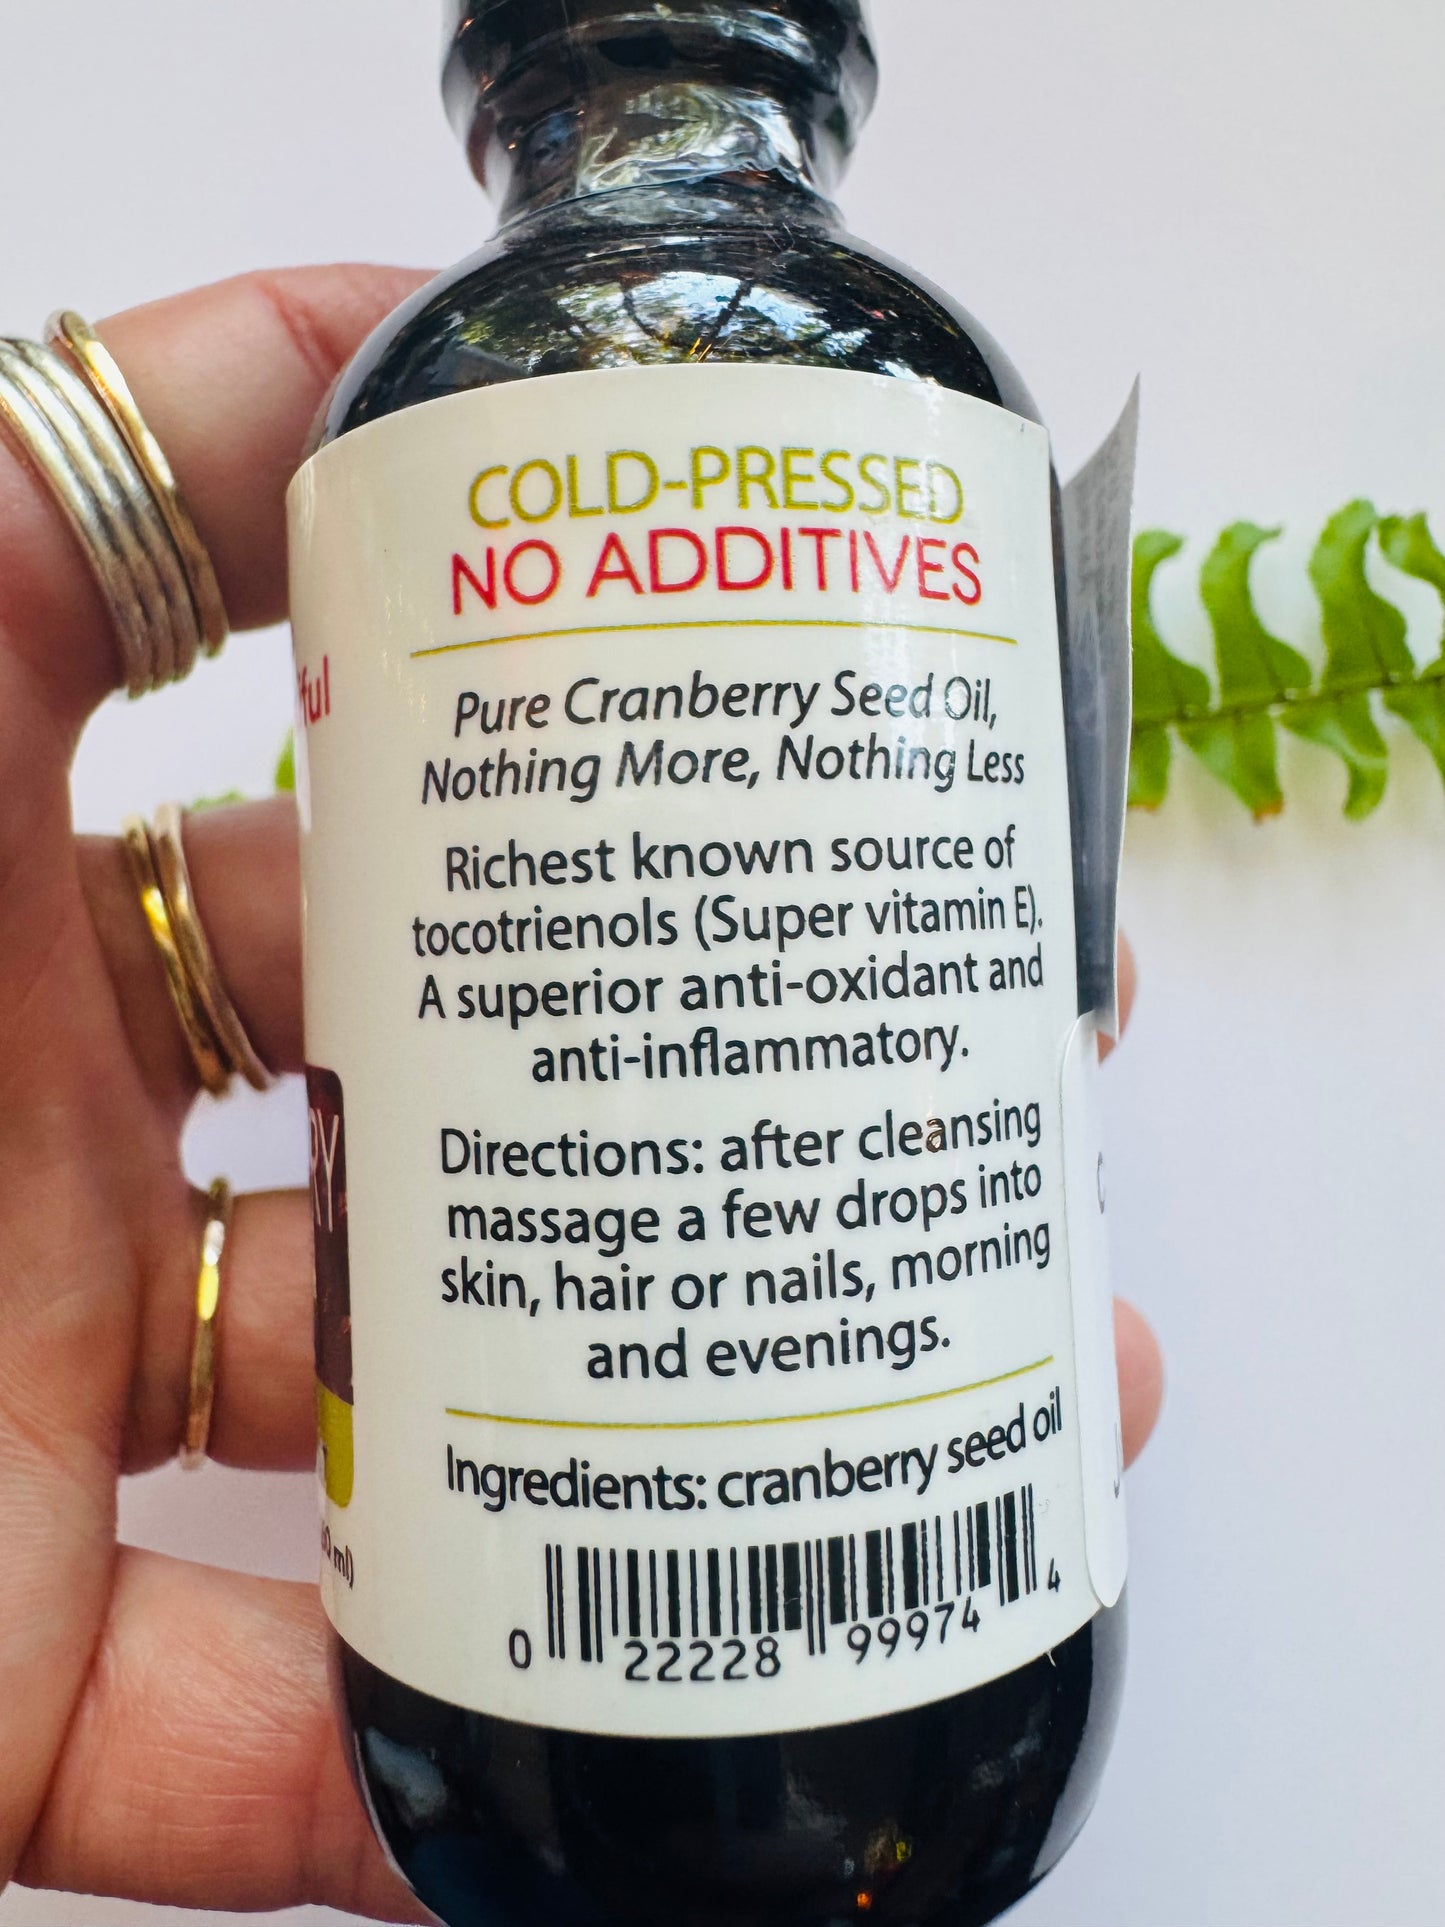 COLD-PRESSED
NO ADDITIVES
Pure Cranberry Seed Oil,
Nothing More, Nothing Less
Richest known source of
tocotrienols (Super vitamin E).
A superior anti-oxidant and
anti-inflammatory.
Directions: after cleansing
massage a few drops into
skin, hair or nails, morning
and evenings.
Ingredients: cranberry seed oil
0 22228 99974 4
ml)